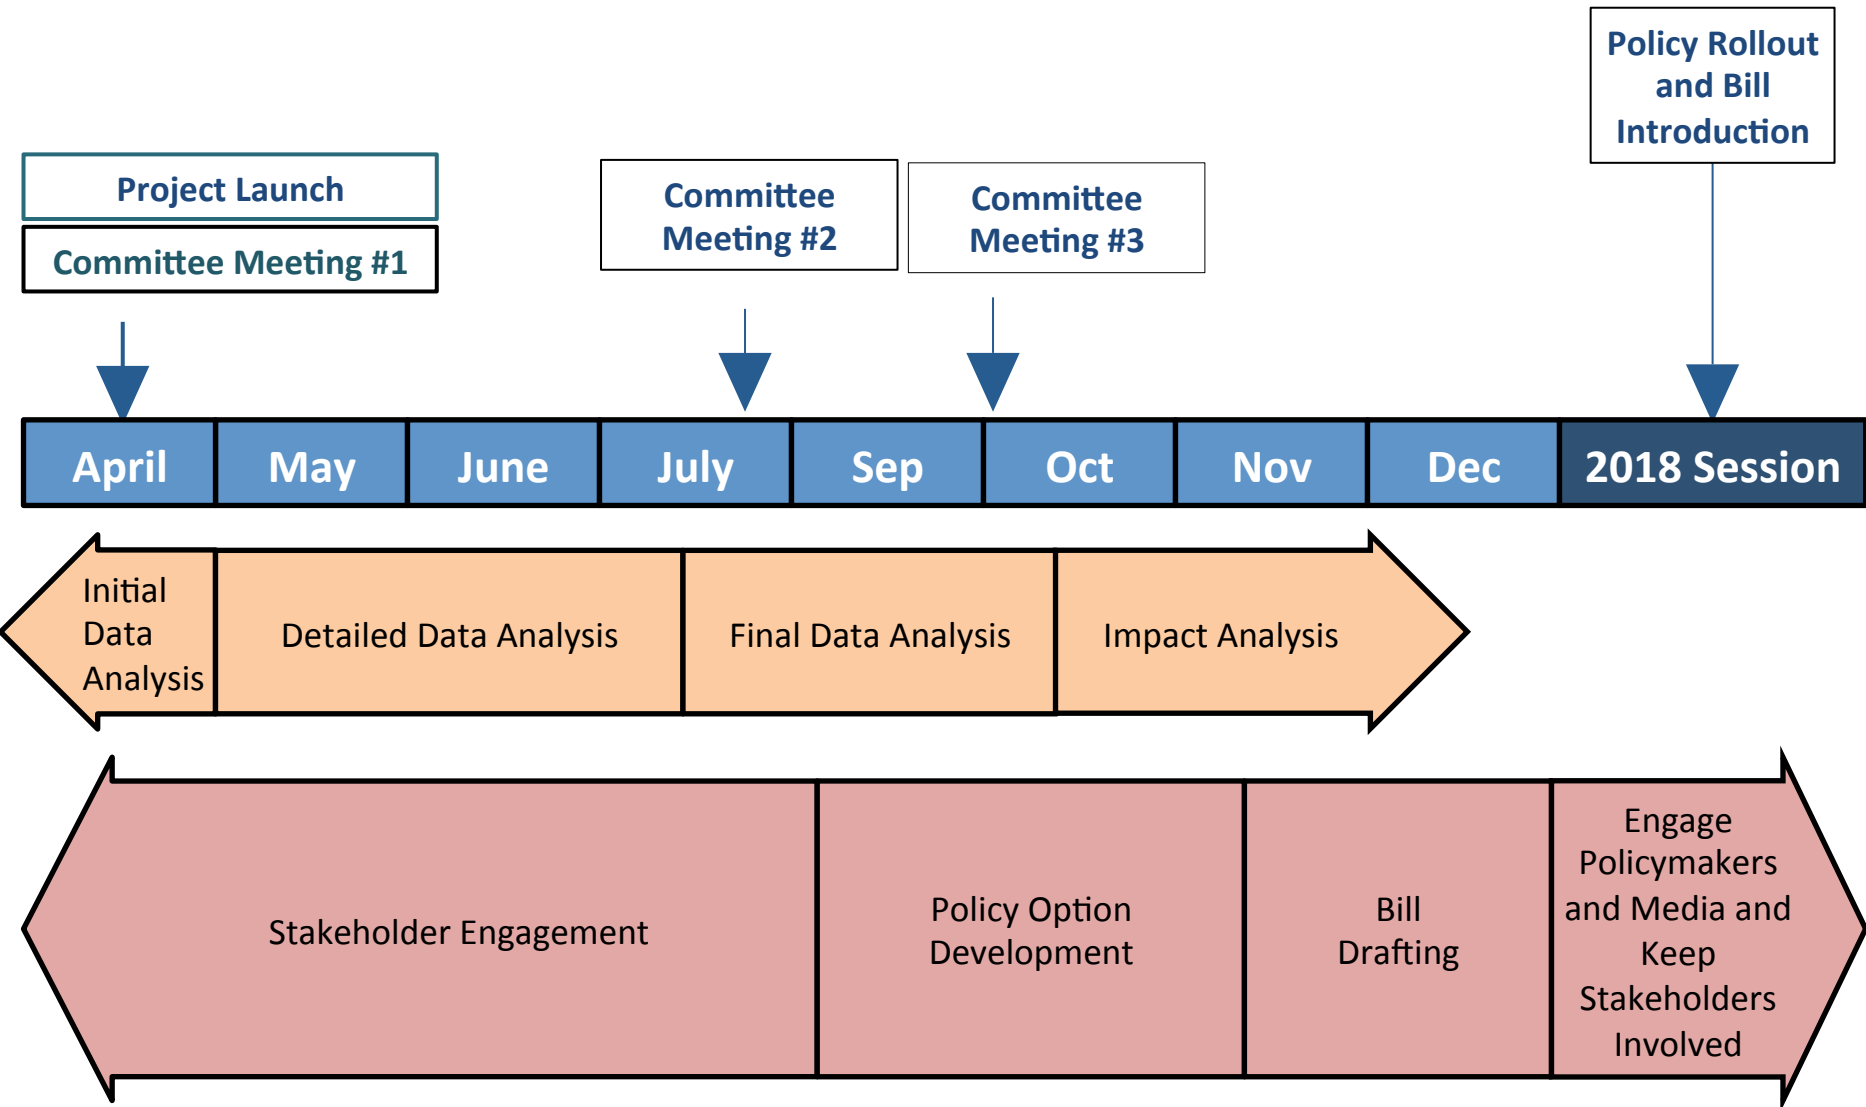 Policy Rollout
and Bill
Introduction
Project Launch
Committee Meeting #1
Committee
Meeting #2
Committee
Meeting #3
April
May
June
July
Sep
Oct
Nov
Dec
2018 Session
Initial
Data
Analysis
Detailed Data Analysis
Final Data Analysis
Impact Analysis
Stakeholder Engagement
Policy Option
Development
Bill
Drafting
Engage
Policymakers
and Media and
Keep
Stakeholders
Involved